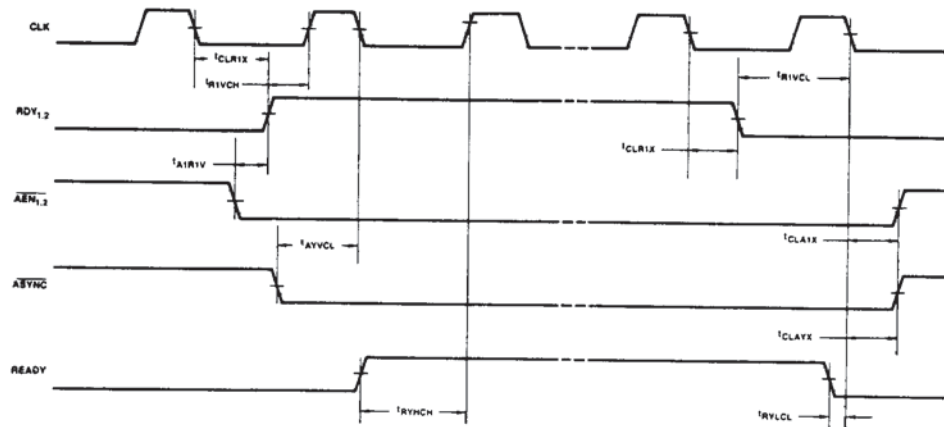 CLK
tCLR1X
tR1VCH
tR1VCL
RDY1,2
tA1R1V
tCLR1X
AEN1,2
tAYVCL
tCLA1X
ASYNC
tCLAYX
READY
tRYHCH
tRYLCL